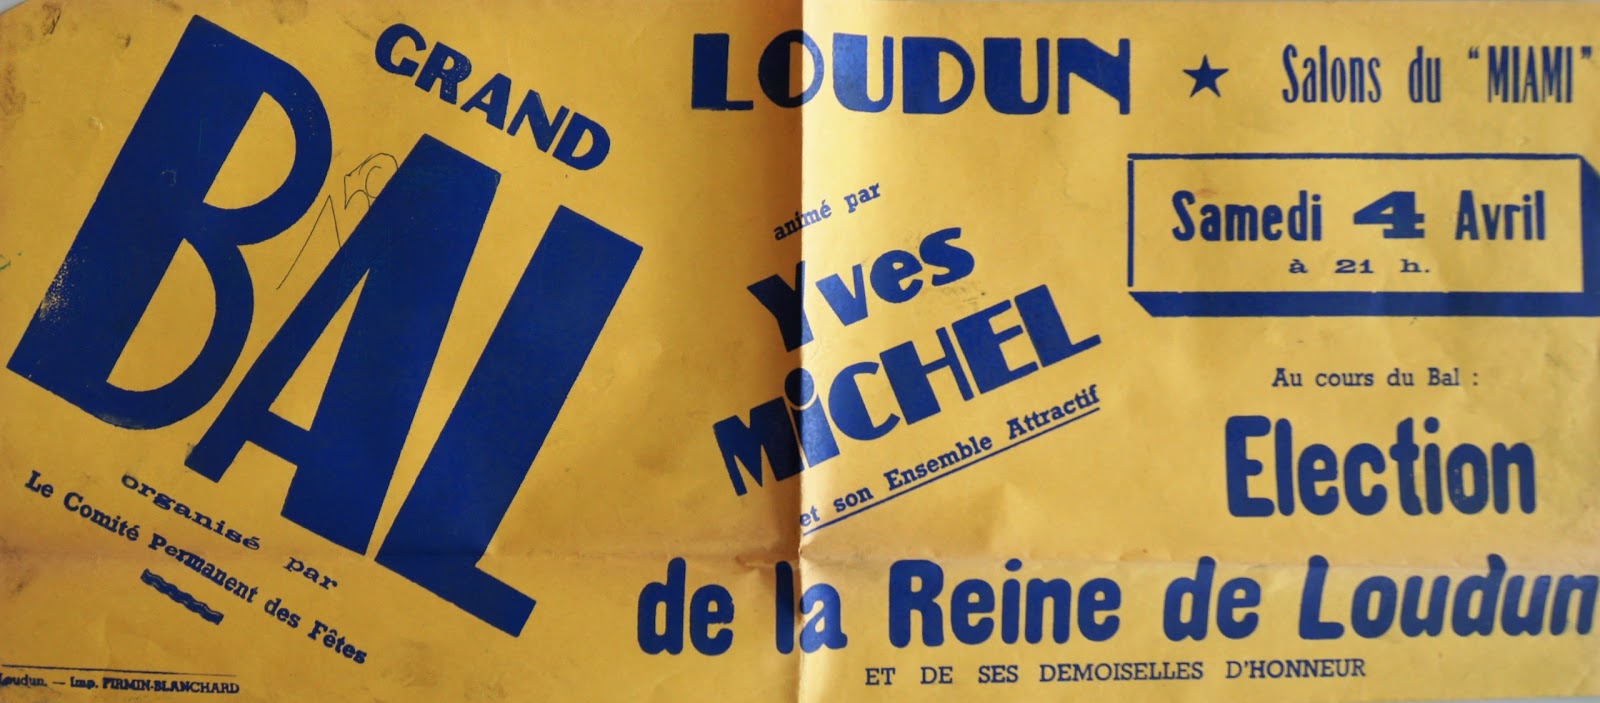 GRAND
BAL
150
organisé par
Le Comité Permanent des Fêtes
Loudun. — Imp. FIRMIN-BLANCHARD
LOUDUN ★ Salons du "MIAMI"
animé par
Yves
MiCHEL
et son Ensemble Attractif
Samedi 4 Avril
à 21 h.
Au cours du Bal :
Election
de la Reine de Loudun
ET DE SES DEMOISELLES D'HONNEUR